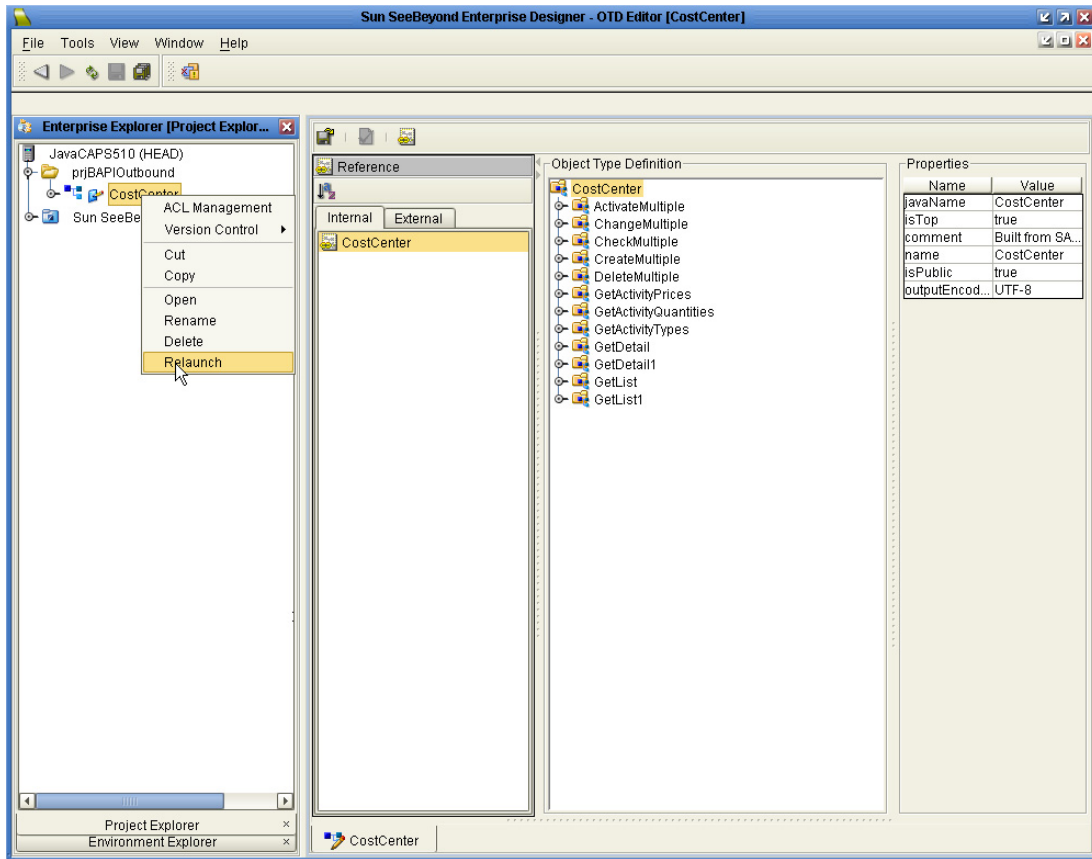 Sun SeeBeyond Enterprise Designer - OTD Editor [CostCenter]
File Tools View Window Help
Enterprise Explorer [Project Explor...
JavaCAPS510 (HEAD)
prjBAPIOutbound
CostCenter
Sun SeeBe
ACL Management
Version Control
Cut
Copy
Open
Rename
Delete
Relaunch
Project Explorer
Environment Explorer
Reference
Internal External
CostCenter
Object Type Definition
CostCenter
ActivateMultiple
ChangeMultiple
CheckMultiple
CreateMultiple
DeleteMultiple
GetActivityPrices
GetActivityQuantities
GetActivityTypes
GetDetail
GetDetail1
GetList
GetList1
Properties
Name Value
javaName CostCenter
isTop true
comment Built from SA...
name CostCenter
isPublic true
outputEncod... UTF-8
CostCenter